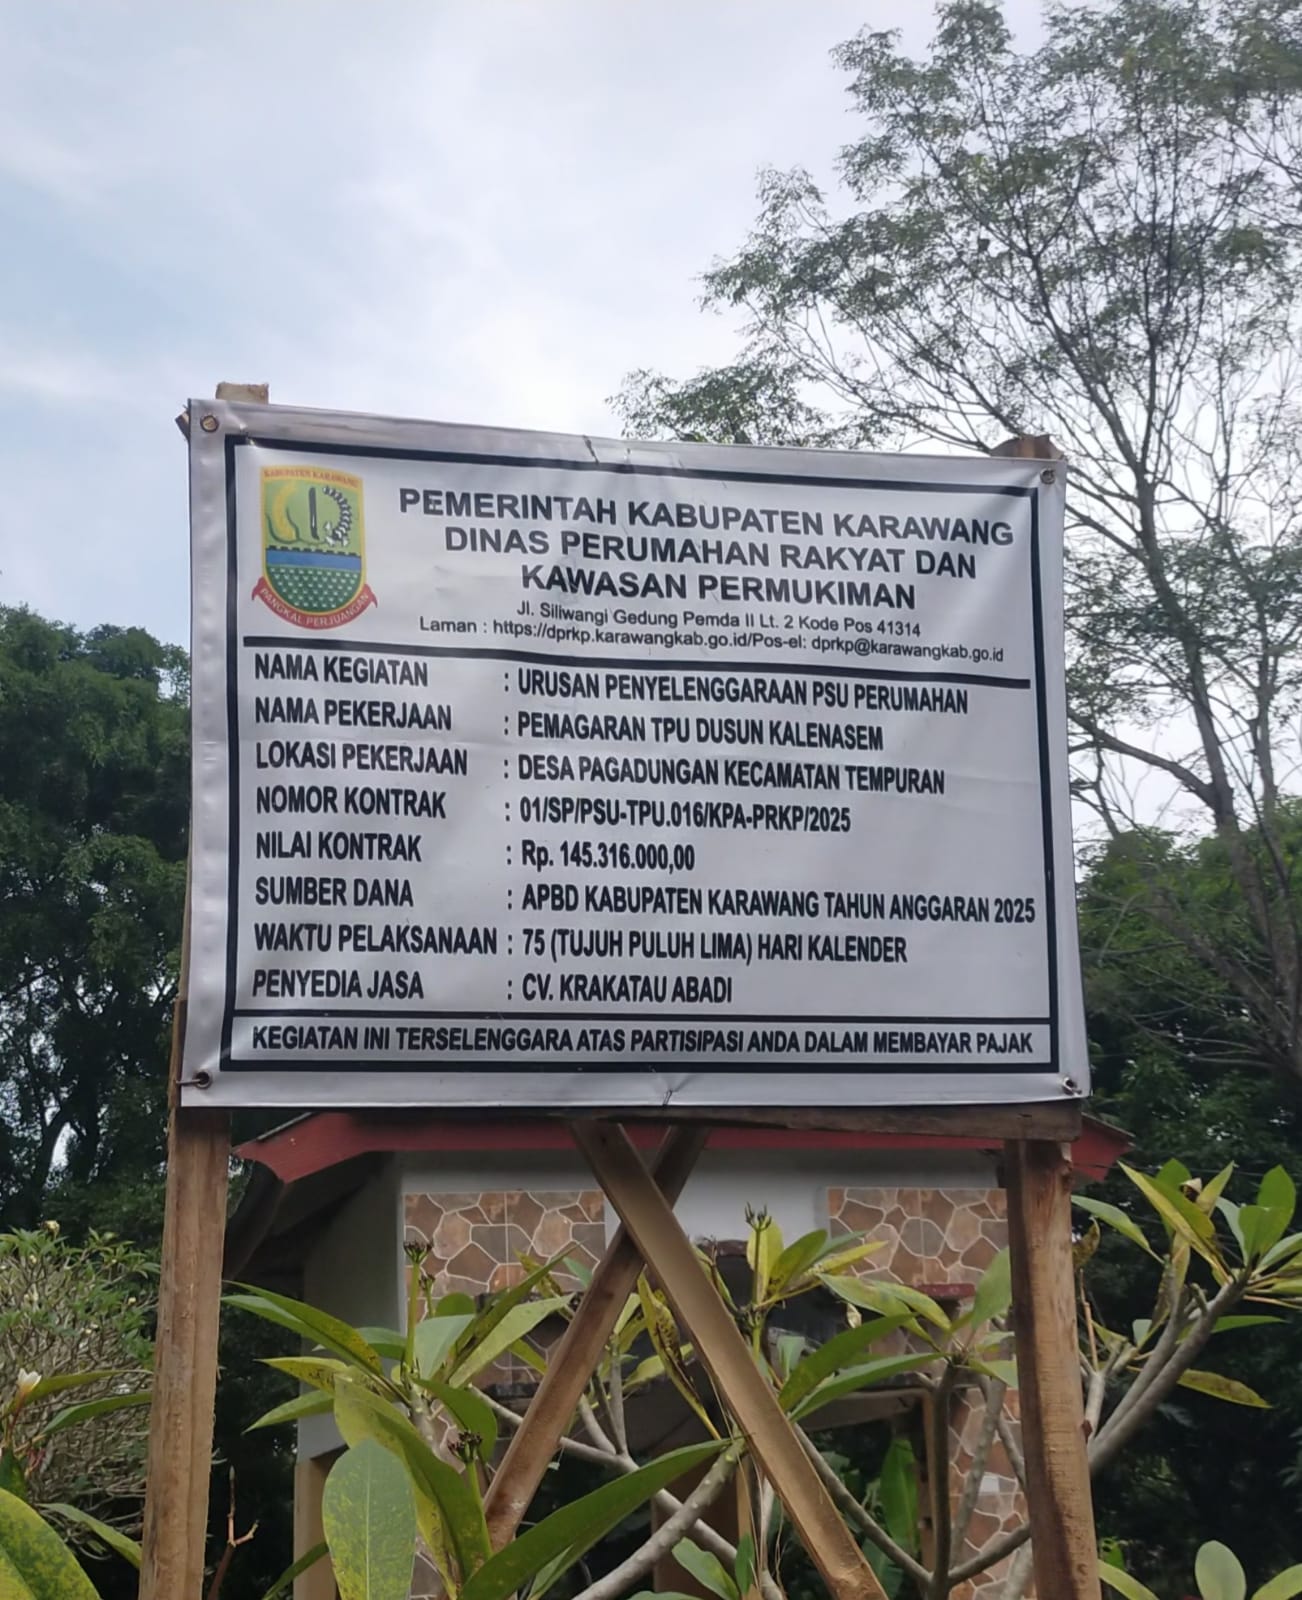 KABUPATEN KARAWANG
PANGKAL PERJUANGAN
PEMERINTAH KABUPATEN KARAWANG
DINAS PERUMAHAN RAKYAT DAN
KAWASAN PERMUKIMAN
Jl. Siliwangi Gedung Pemda II Lt. 2 Kode Pos 41314
Laman : https://dprkp.karawangkab.go.id/Pos-el: dprkp@karawangkab.go.id
NAMA KEGIATAN : URUSAN PENYELENGGARAAN PSU PERUMAHAN
NAMA PEKERJAAN : PEMAGARAN TPU DUSUN KALENASEM
LOKASI PEKERJAAN : DESA PAGADUNGAN KECAMATAN TEMPURAN
NOMOR KONTRAK : 01/SP/PSU-TPU.016/KPA-PRKP/2025
NILAI KONTRAK : Rp. 145.316.000,00
SUMBER DANA : APBD KABUPATEN KARAWANG TAHUN ANGGARAN 2025
WAKTU PELAKSANAAN : 75 (TUJUH PULUH LIMA) HARI KALENDER
PENYEDIA JASA : CV. KRAKATAU ABADI
KEGIATAN INI TERSELENGGARA ATAS PARTISIPASI ANDA DALAM MEMBAYAR PAJAK